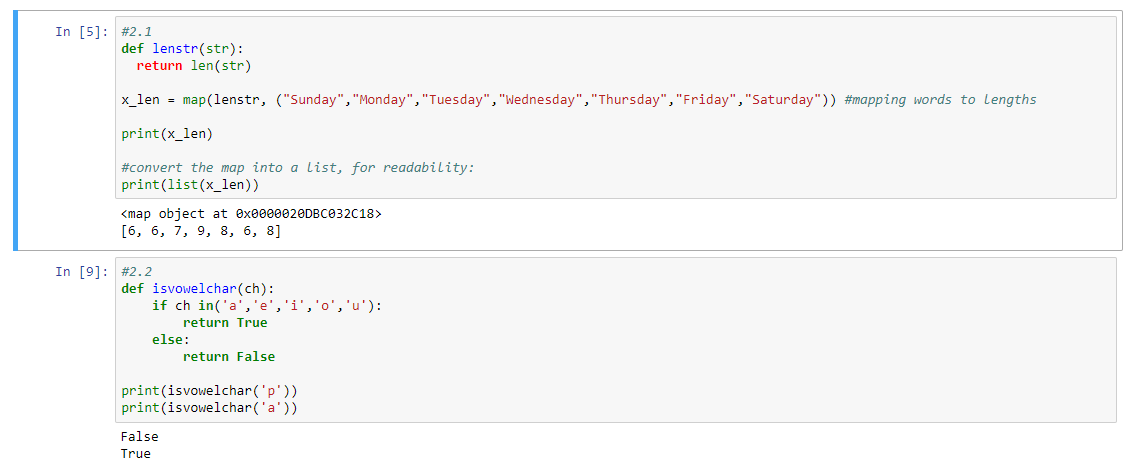 In [5]: #2.1
def lenstr(str):
  return len(str)

x_len = map(lenstr, ("Sunday","Monday","Tuesday","Wednesday","Thursday","Friday","Saturday")) #mapping words to lengths

print(x_len)

#convert the map into a list, for readability:
print(list(x_len))
<map object at 0x0000020DBC032C18>
[6, 6, 7, 9, 8, 6, 8]
In [9]: #2.2
def isvowelchar(ch):
    if ch in('a','e','i','o','u'):
        return True
    else:
        return False

print(isvowelchar('p'))
print(isvowelchar('a'))
False
True